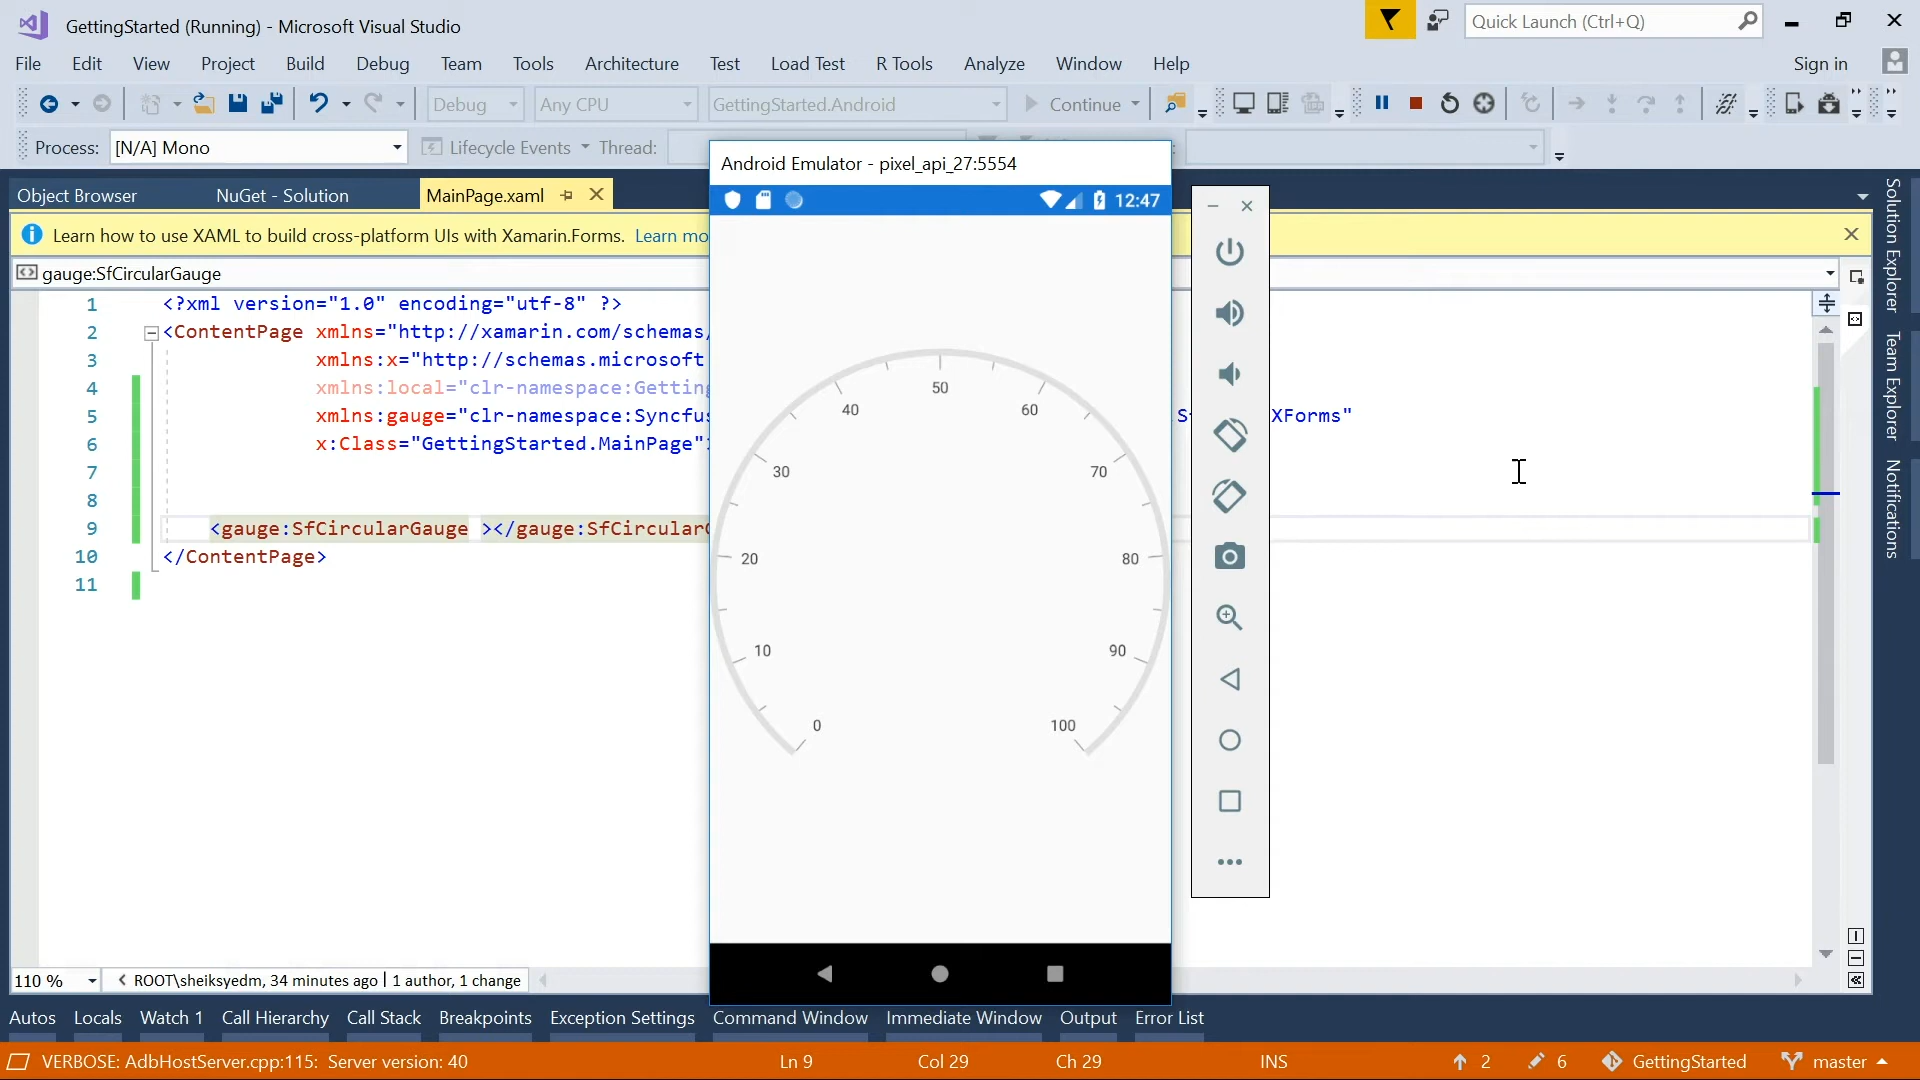 GettingStarted (Running) - Microsoft Visual Studio
Quick Launch (Ctrl+Q)
File Edit View Project Build Debug Team Tools Architecture Test Load Test R Tools Analyze Window Help
Sign in
Debug Any CPU GettingStarted.Android Continue
Process: [N/A] Mono Lifecycle Events Thread:
Android Emulator - pixel_api_27:5554
Object Browser NuGet - Solution MainPage.xaml
12:47
Learn how to use XAML to build cross-platform UIs with Xamarin.Forms. Learn mo
gauge:SfCircularGauge
1 <?xml version="1.0" encoding="utf-8" ?>
2 <ContentPage xmlns="http://xamarin.com/schemas/
3 xmlns:x="http://schemas.microsoft
4 xmlns:local="clr-namespace:Getting
5 xmlns:gauge="clr-namespace:Syncfus
XForms"
6 x:Class="GettingStarted.MainPage"
7
8
9 <gauge:SfCircularGauge ></gauge:SfCircular
10 </ContentPage>
11
50
40 60
30 70
20 80
10 90
0 100
Solution Explorer
Team Explorer
Notifications
110 % ROOT\sheiksyedm, 34 minutes ago | 1 author, 1 change
Autos Locals Watch 1 Call Hierarchy Call Stack Breakpoints Exception Settings Command Window Immediate Window Output Error List
VERBOSE: AdbHostServer.cpp:115: Server version: 40 Ln 9 Col 29 Ch 29 INS 2 6 GettingStarted master